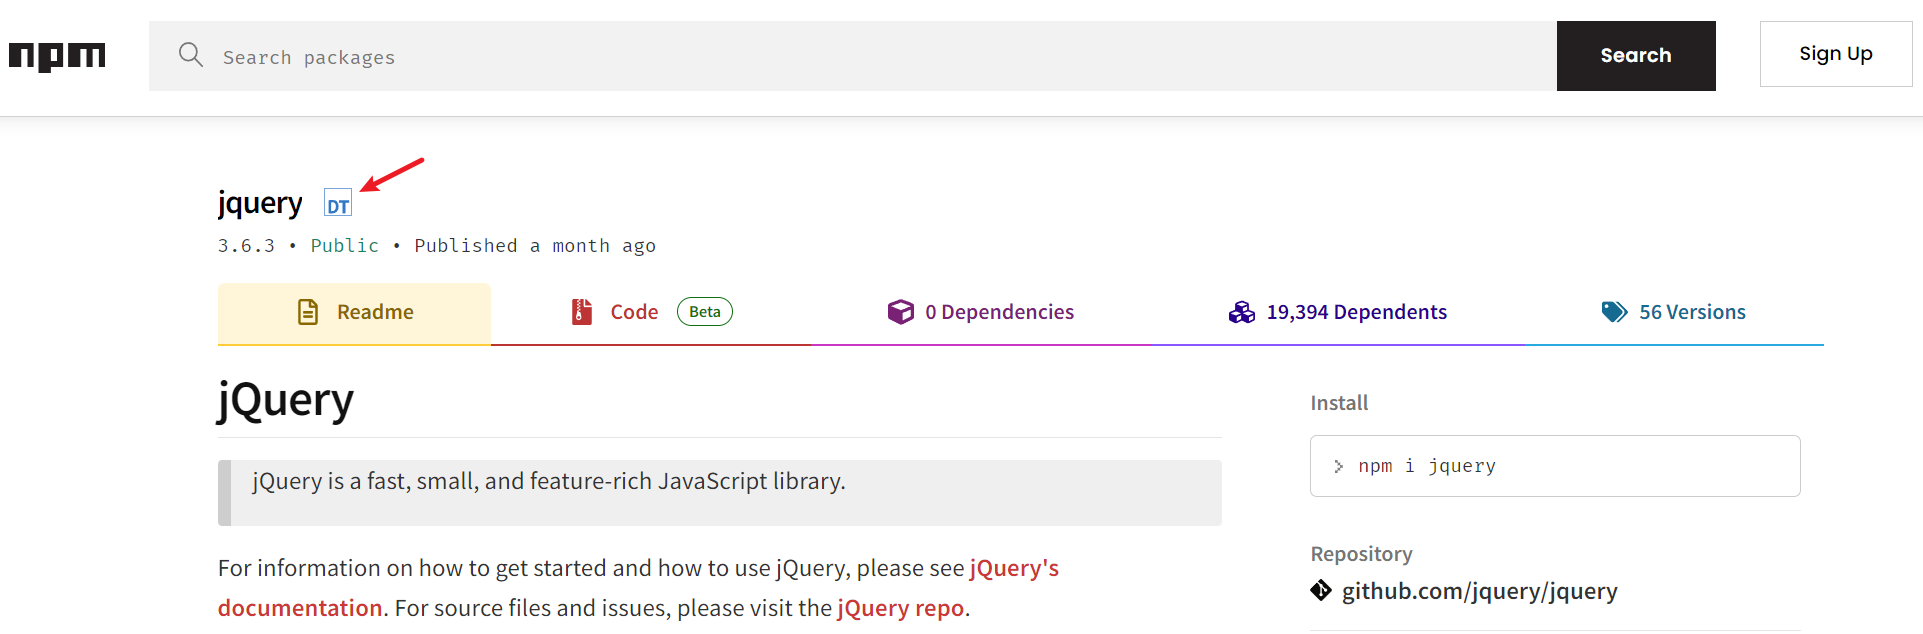 npm
Search packages
Search
Sign Up
jquery DT
3.6.3 • Public • Published a month ago
Readme
Code Beta
0 Dependencies
19,394 Dependents
56 Versions
jQuery
jQuery is a fast, small, and feature-rich JavaScript library.
For information on how to get started and how to use jQuery, please see jQuery's
documentation. For source files and issues, please visit the jQuery repo.
Install
> npm i jquery
Repository
github.com/jquery/jquery